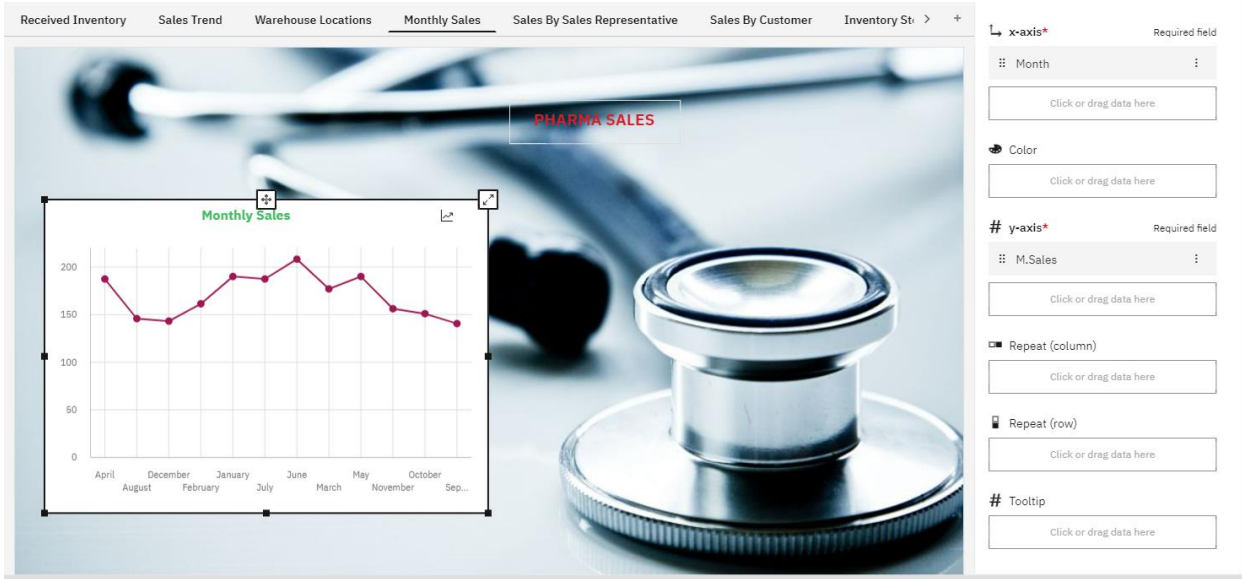 Received Inventory
Sales Trend
Warehouse Locations
Monthly Sales
Sales By Sales Representative
Sales By Customer
Inventory
PHARMA SALES
Monthly Sales
200
150
100
50
0
April December January June May October
August February July March November Sep...
x-axis* Required field
Month
Click or drag data here
Color
Click or drag data here
# y-axis* Required field
M.Sales
Click or drag data here
Repeat (column)
Click or drag data here
Repeat (row)
Click or drag data here
# Tooltip
Click or drag data here